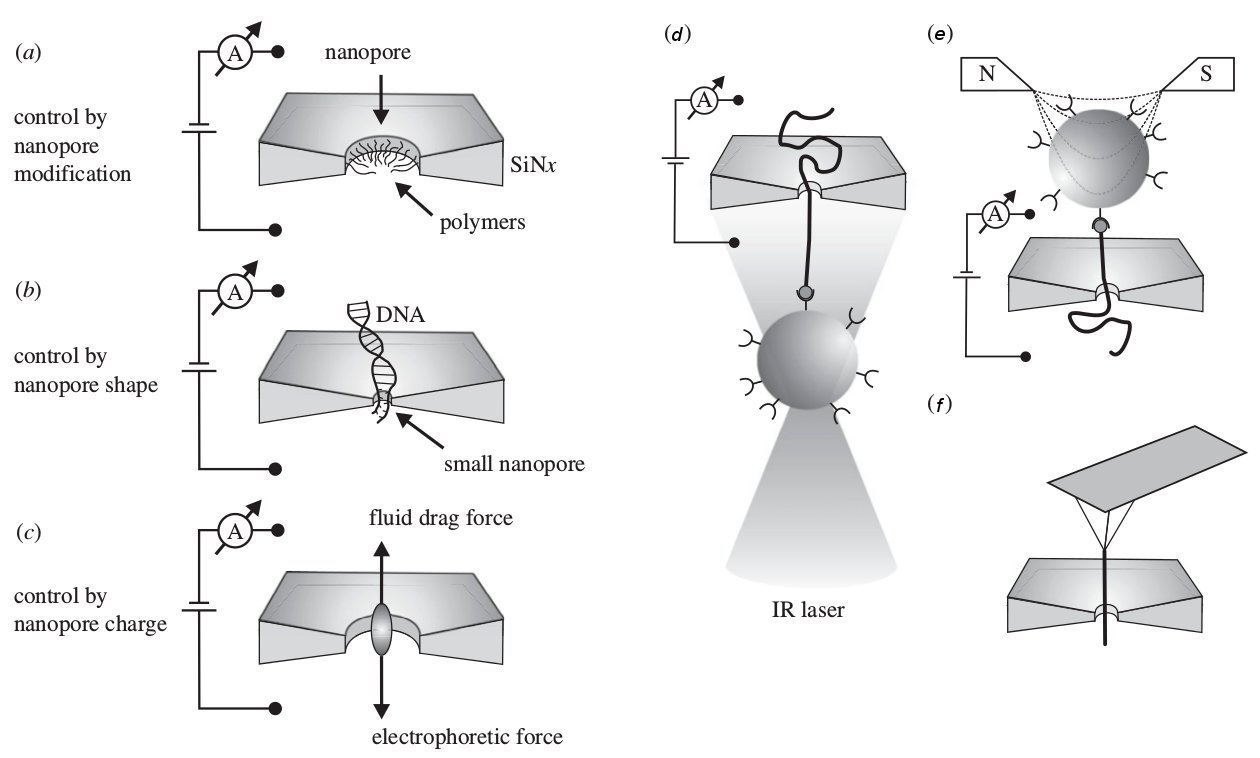 (a)
A
nanopore
control by
nanopore
modification
SiNx
polymers
(b)
A
DNA
control by
nanopore shape
small nanopore
(c)
A
fluid drag force
control by
nanopore charge
electrophoretic force
(d)
A
IR laser
(e)
N
S
A
(f)